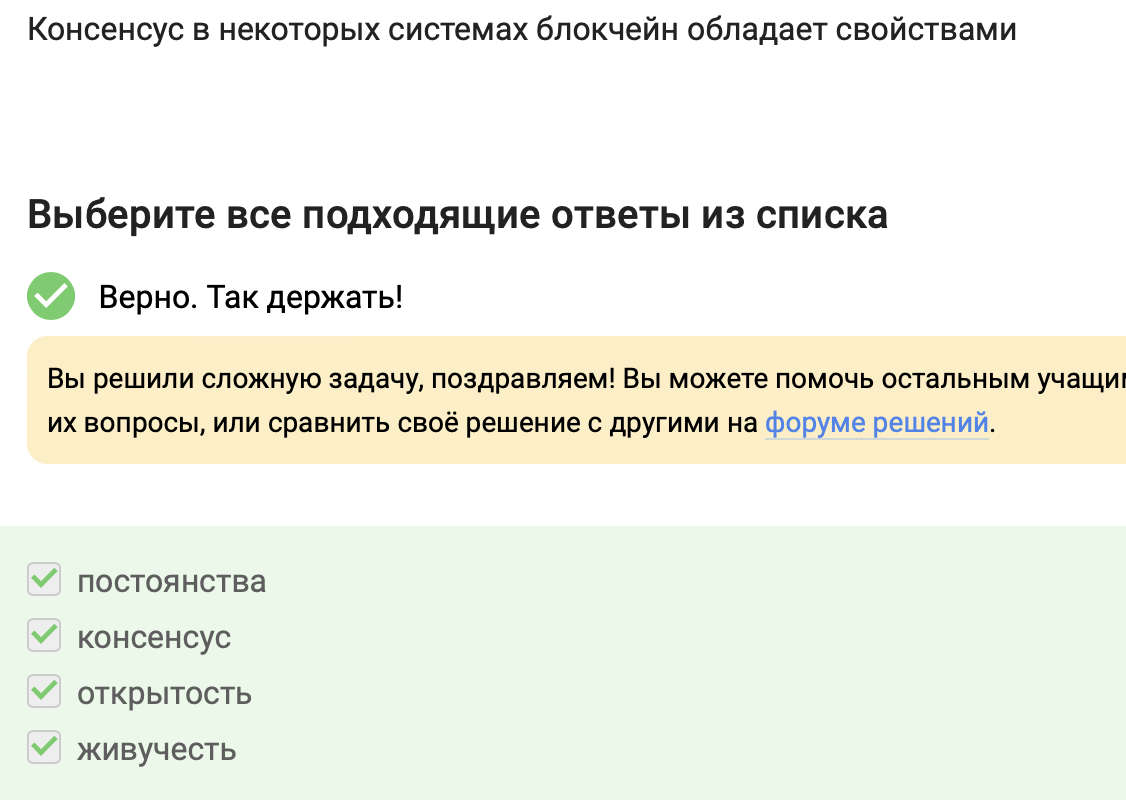 Консенсус в некоторых системах блокчейн обладает свойствами
Выберите все подходящие ответы из списка
Верно. Так держать!
Вы решили сложную задачу, поздравляем! Вы можете помочь остальным
их вопросы, или сравнить своё решение с другими на форуме решений.
постоянства
консенсус
открытость
живучесть